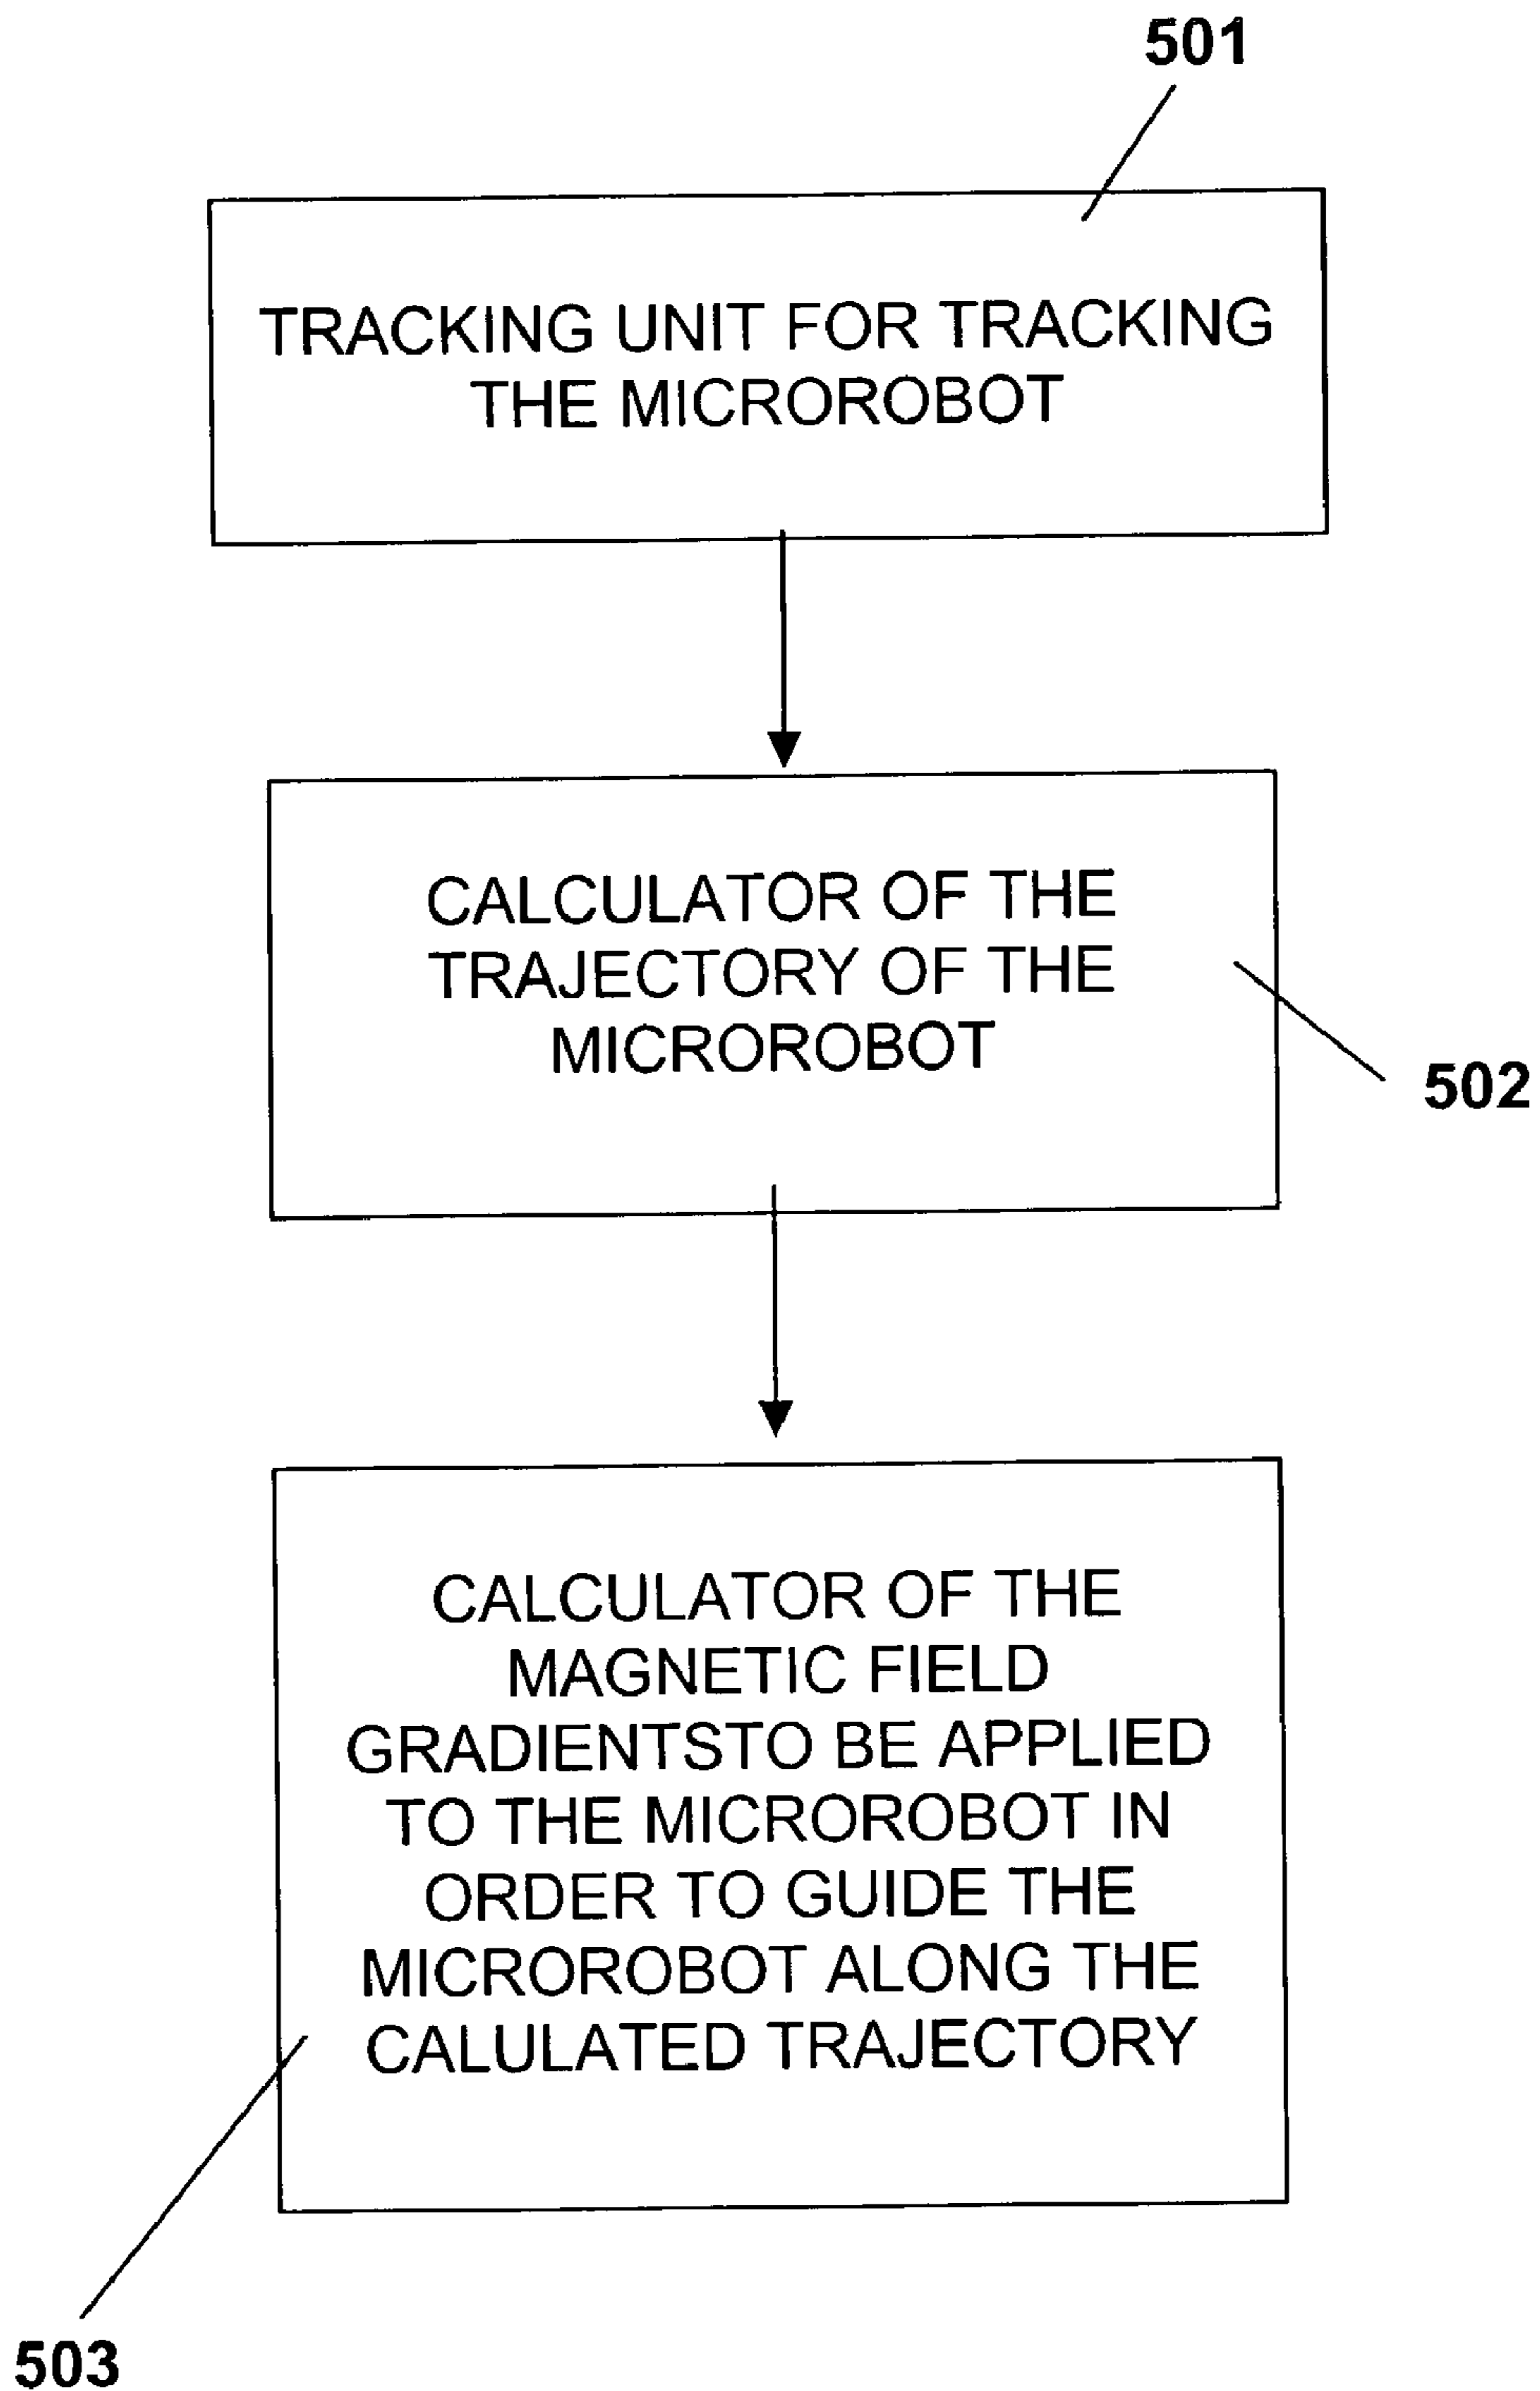 501
TRACKING UNIT FOR TRACKING
THE MICROROBOT
CALCULATOR OF THE
TRAJECTORY OF THE
MICROROBOT
502
CALCULATOR OF THE
MAGNETIC FIELD
GRADIENTSTO BE APPLIED
TO THE MICROROBOT IN
ORDER TO GUIDE THE
MICROROBOT ALONG THE
CALULATED TRAJECTORY
503